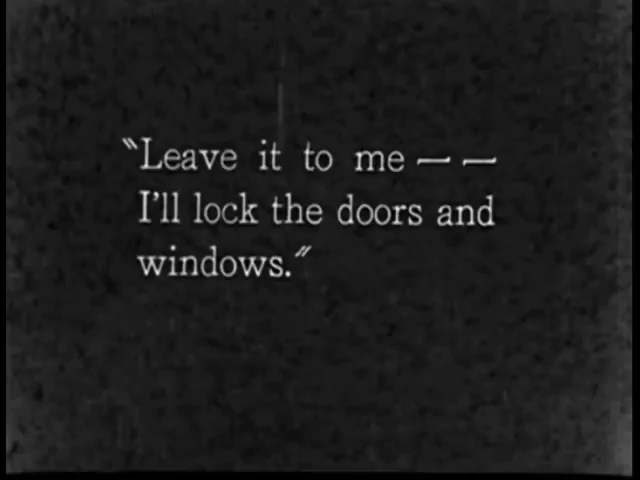 "Leave it to me — —
I'll lock the doors and
windows."